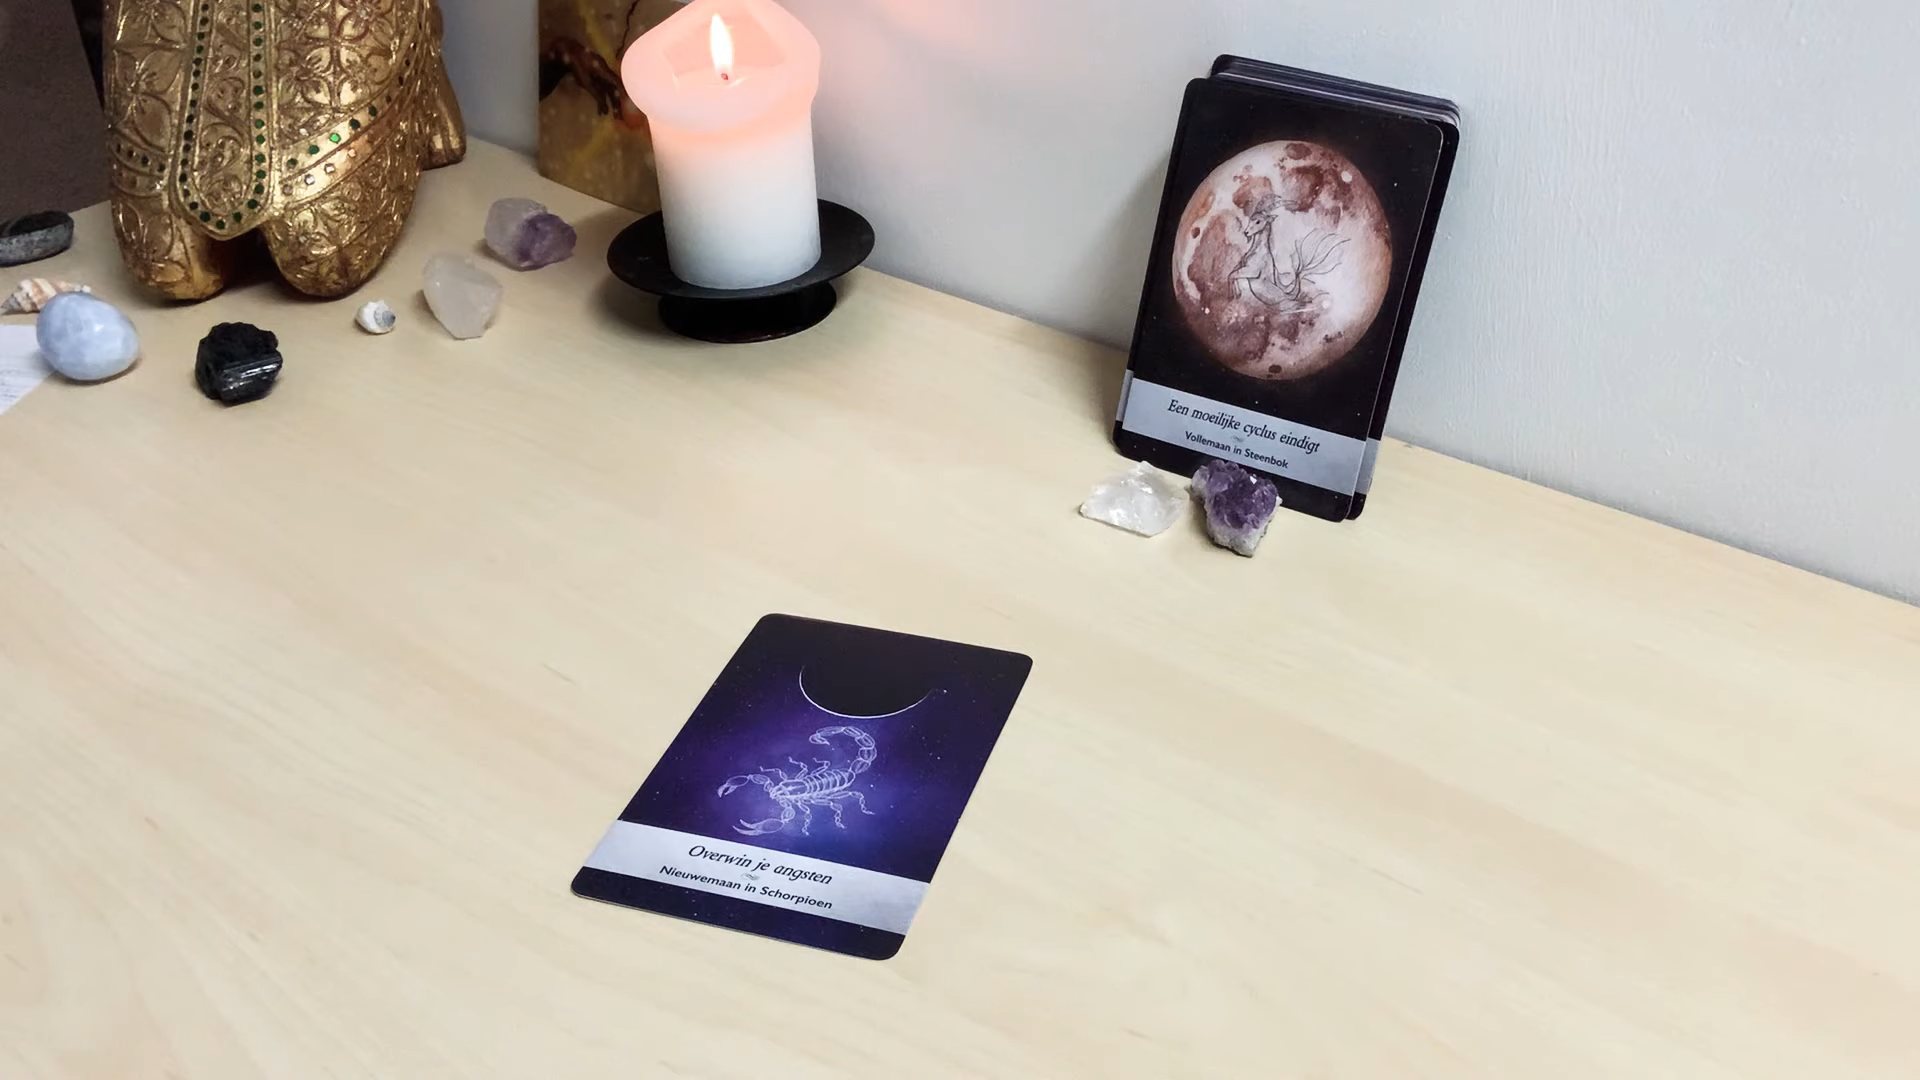 Een moeilijke cyclus eindigt
Vollemaan in Steenbok
Overwin je angsten
Nieuwemaan in Schorpioen